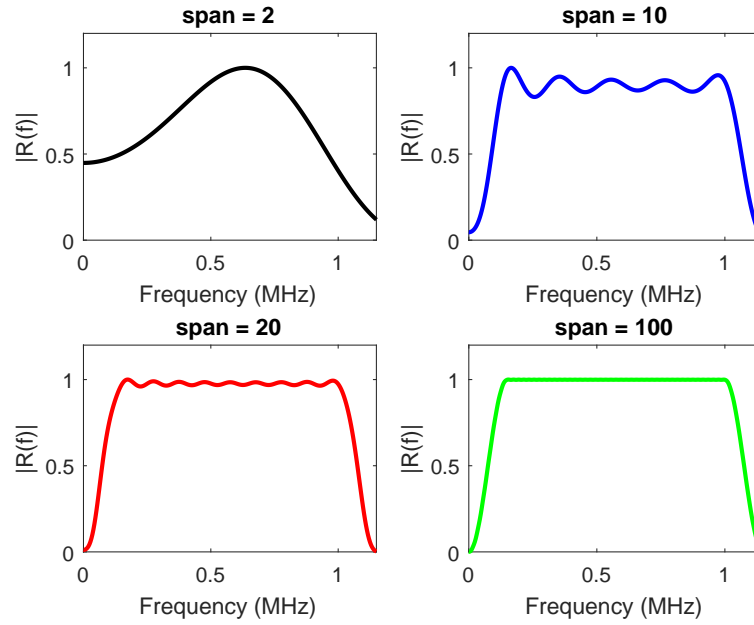 span = 2
1
0.5
0
|R(f)|
0
0.5
1
Frequency (MHz)
span = 10
1
0.5
0
|R(f)|
0
0.5
1
Frequency (MHz)
span = 20
1
0.5
0
|R(f)|
0
0.5
1
Frequency (MHz)
span = 100
1
0.5
0
|R(f)|
0
0.5
1
Frequency (MHz)